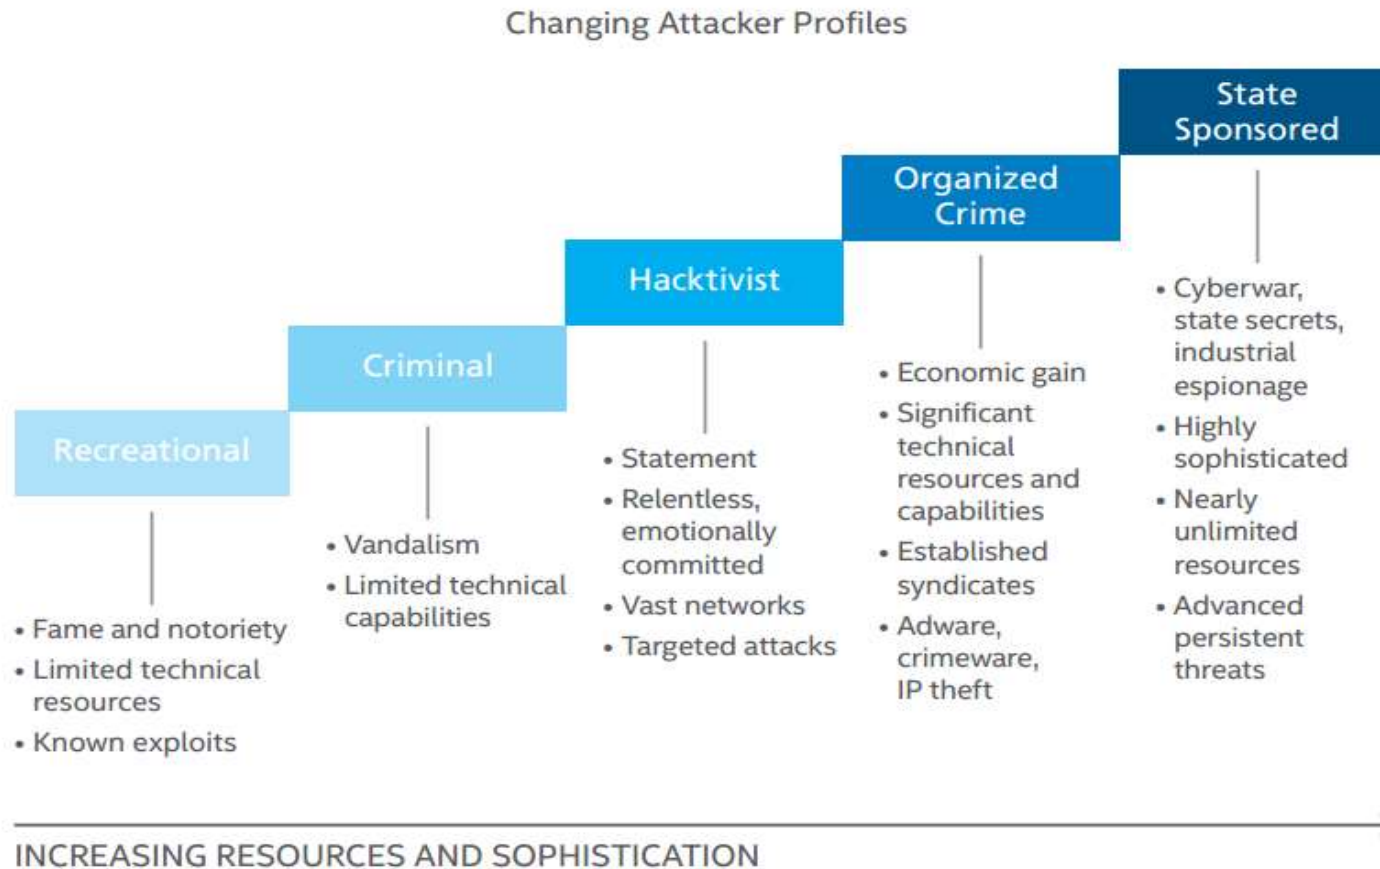 Changing Attacker Profiles
State
Sponsored
Organized
Crime
Hacktivist
Criminal
Recreational
• Fame and notoriety
• Limited technical
resources
• Known exploits
• Vandalism
• Limited technical
capabilities
• Statement
• Relentless,
emotionally
committed
• Vast networks
• Targeted attacks
• Economic gain
• Significant
technical
resources and
capabilities
• Established
syndicates
• Adware,
crimeware,
IP theft
• Cyberwar,
state secrets,
industrial
espionage
• Highly
sophisticated
• Nearly
unlimited
resources
• Advanced
persistent
threats
INCREASING RESOURCES AND SOPHISTICATION